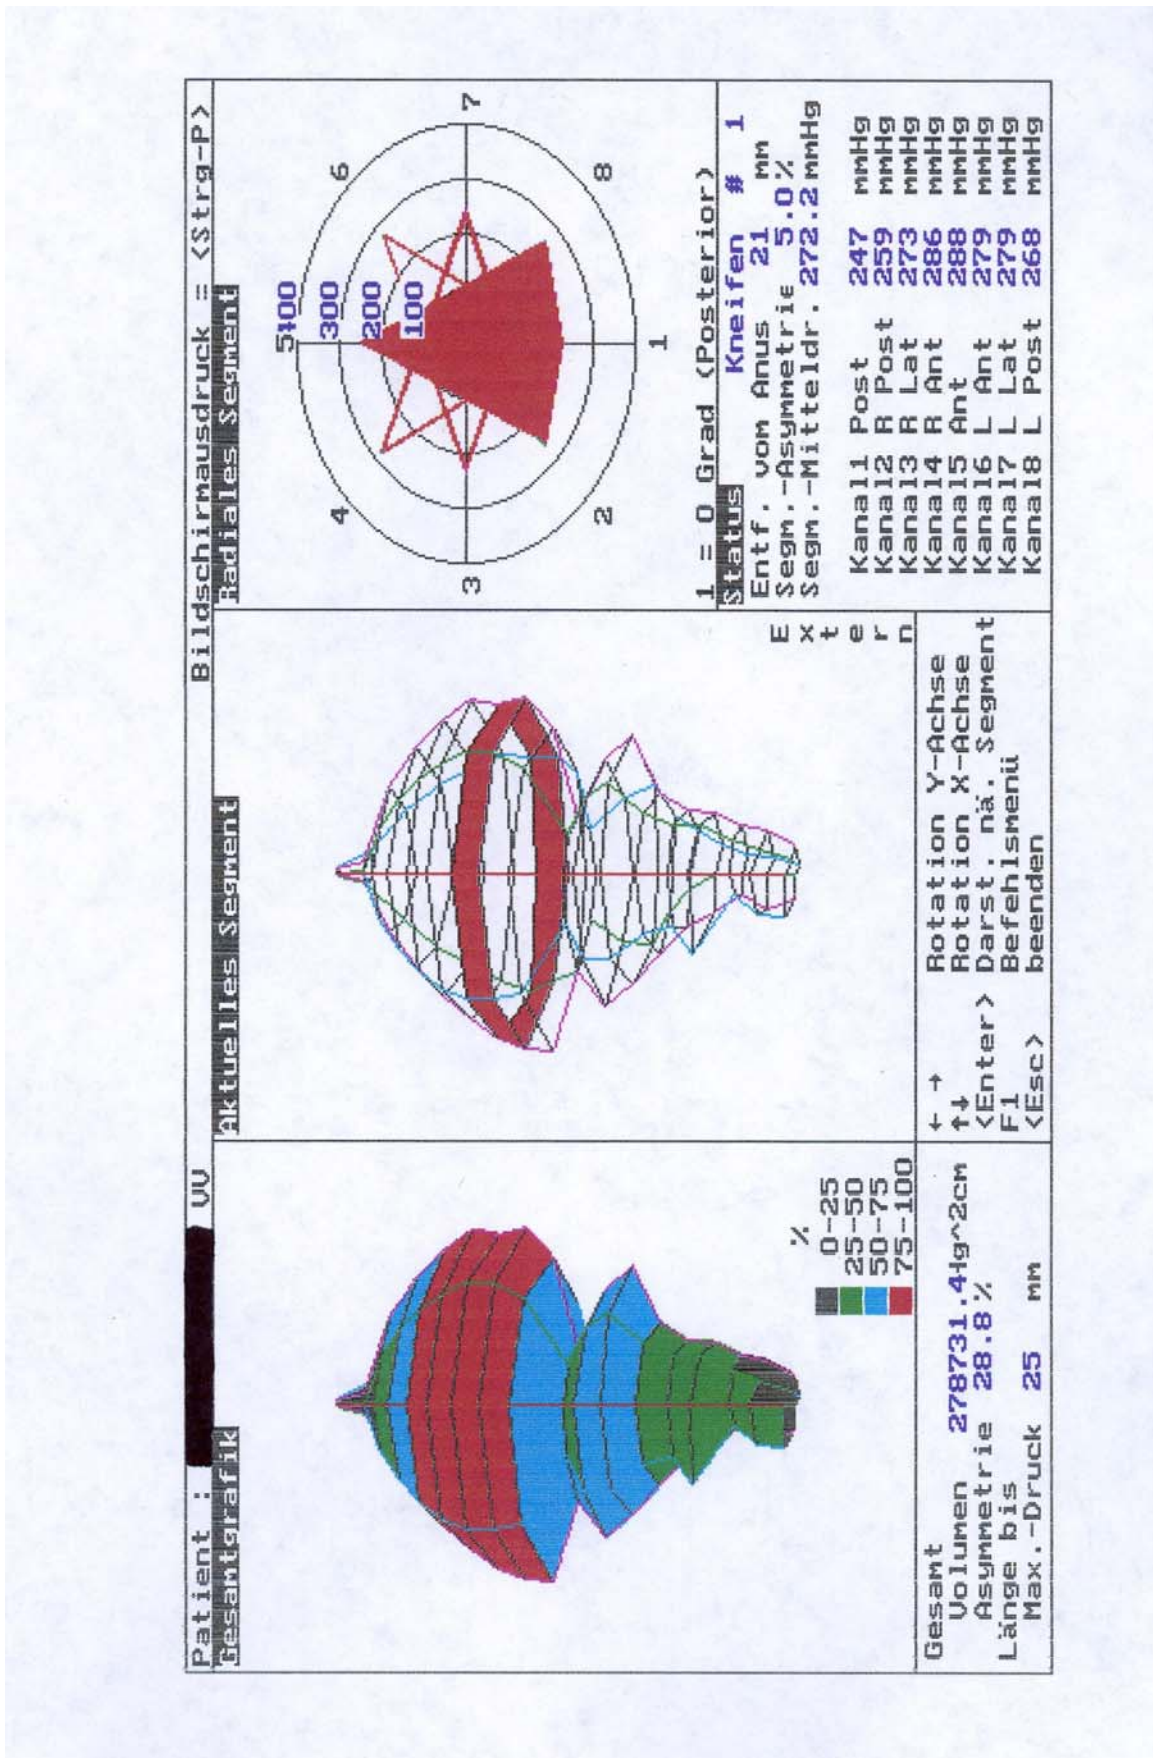 Patient : VV Bildschirmausdruck = <Strg-P>
Gesamtgrafik
%
0-25
25-50
50-75
75-100
Gesamt
Volumen 278731.4Hg^2cm
Asymmetrie 28.8 %
Länge bis
Max.-Druck 25 mm
Aktuelles Segment
E
x
t
e
r
n
← → Rotation Y-Achse
↑↓ Rotation X-Achse
<Enter> Darst. nä. Segment
F1 Befehlsmenü
<Esc> beenden
Radiales Segment
5400
300
200
100
4
6
3
7
2
8
1
1 = 0 Grad (Posterior)
Status Kneifen # 1
Entf. vom Anus 21 mm
Segm.-Asymmetrie 5.0 %
Segm.-Mitteldr. 272.2 mmHg
Kanal1 Post 247 mmHg
Kanal2 R Post 259 mmHg
Kanal3 R Lat 273 mmHg
Kanal4 R Ant 286 mmHg
Kanal5 Ant 288 mmHg
Kanal6 L Ant 279 mmHg
Kanal7 L Lat 279 mmHg
Kanal8 L Post 268 mmHg